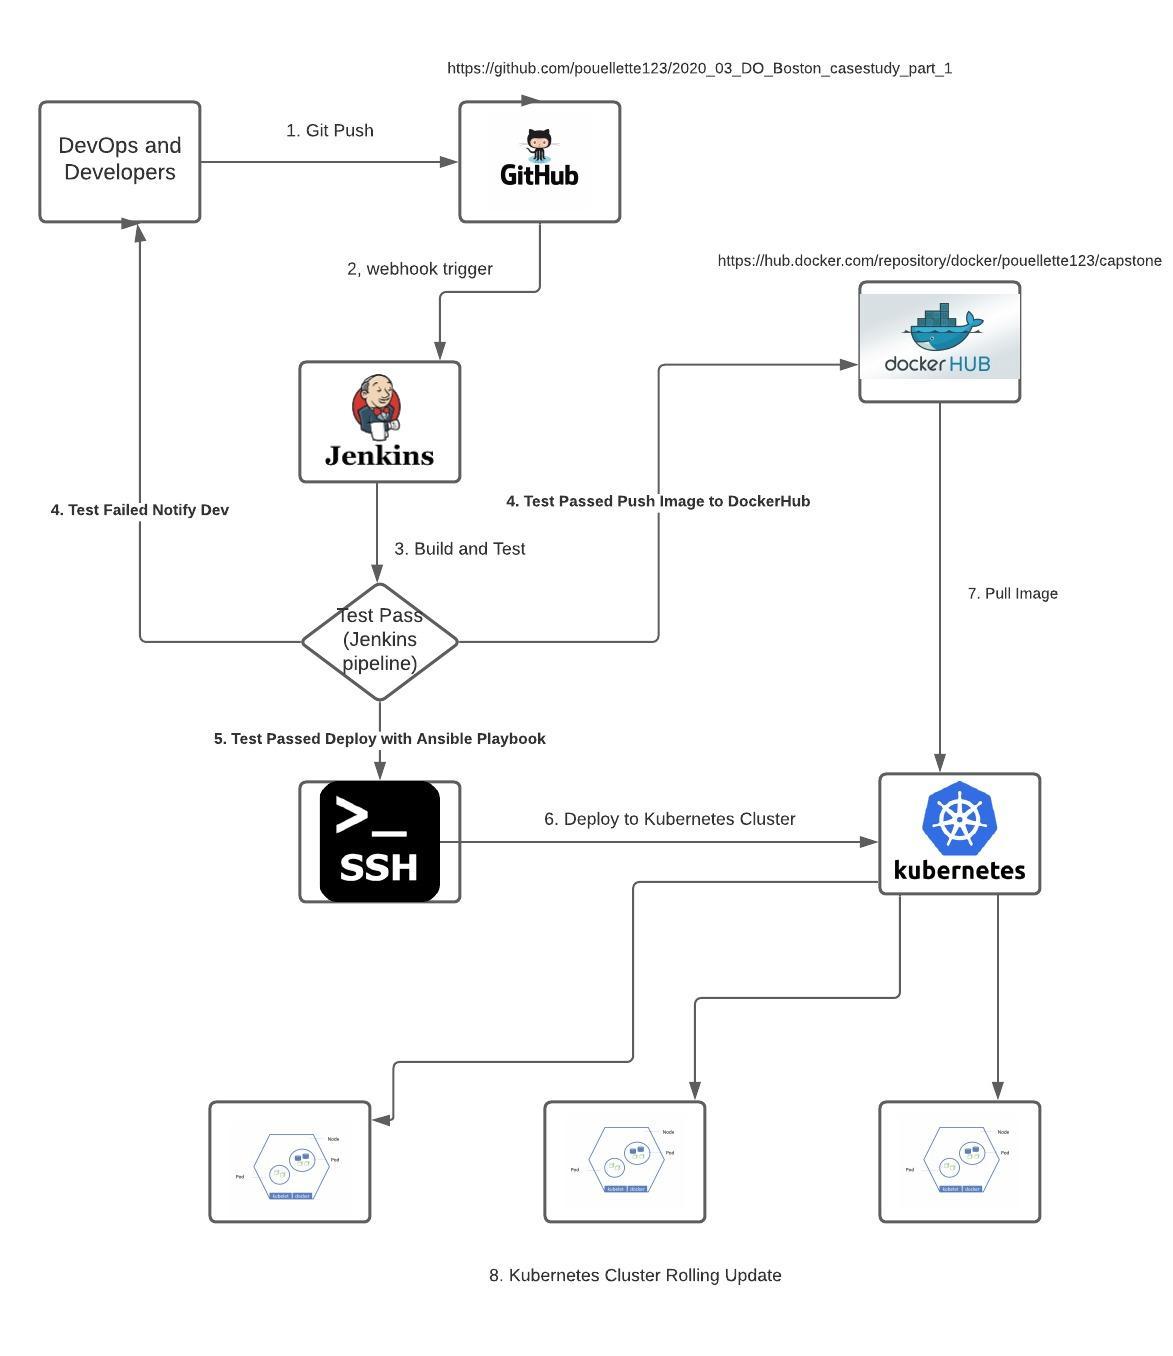 https://github.com/pouellette123/2020_03_DO_Boston_casestudy_part_1
DevOps and
Developers
1. Git Push
GitHub
2, webhook trigger
https://hub.docker.com/repository/docker/pouellette123/capstone
docker HUB
Jenkins
4. Test Failed Notify Dev
4. Test Passed Push Image to DockerHub
3. Build and Test
7. Pull Image
Test Pass
(Jenkins
pipeline)
5. Test Passed Deploy with Ansible Playbook
>_
SSH
6. Deploy to Kubernetes Cluster
kubernetes
Node
Pod
Pod
kubelet docker
Node
Pod
Pod
kubelet docker
Node
Pod
Pod
kubelet docker
8. Kubernetes Cluster Rolling Update